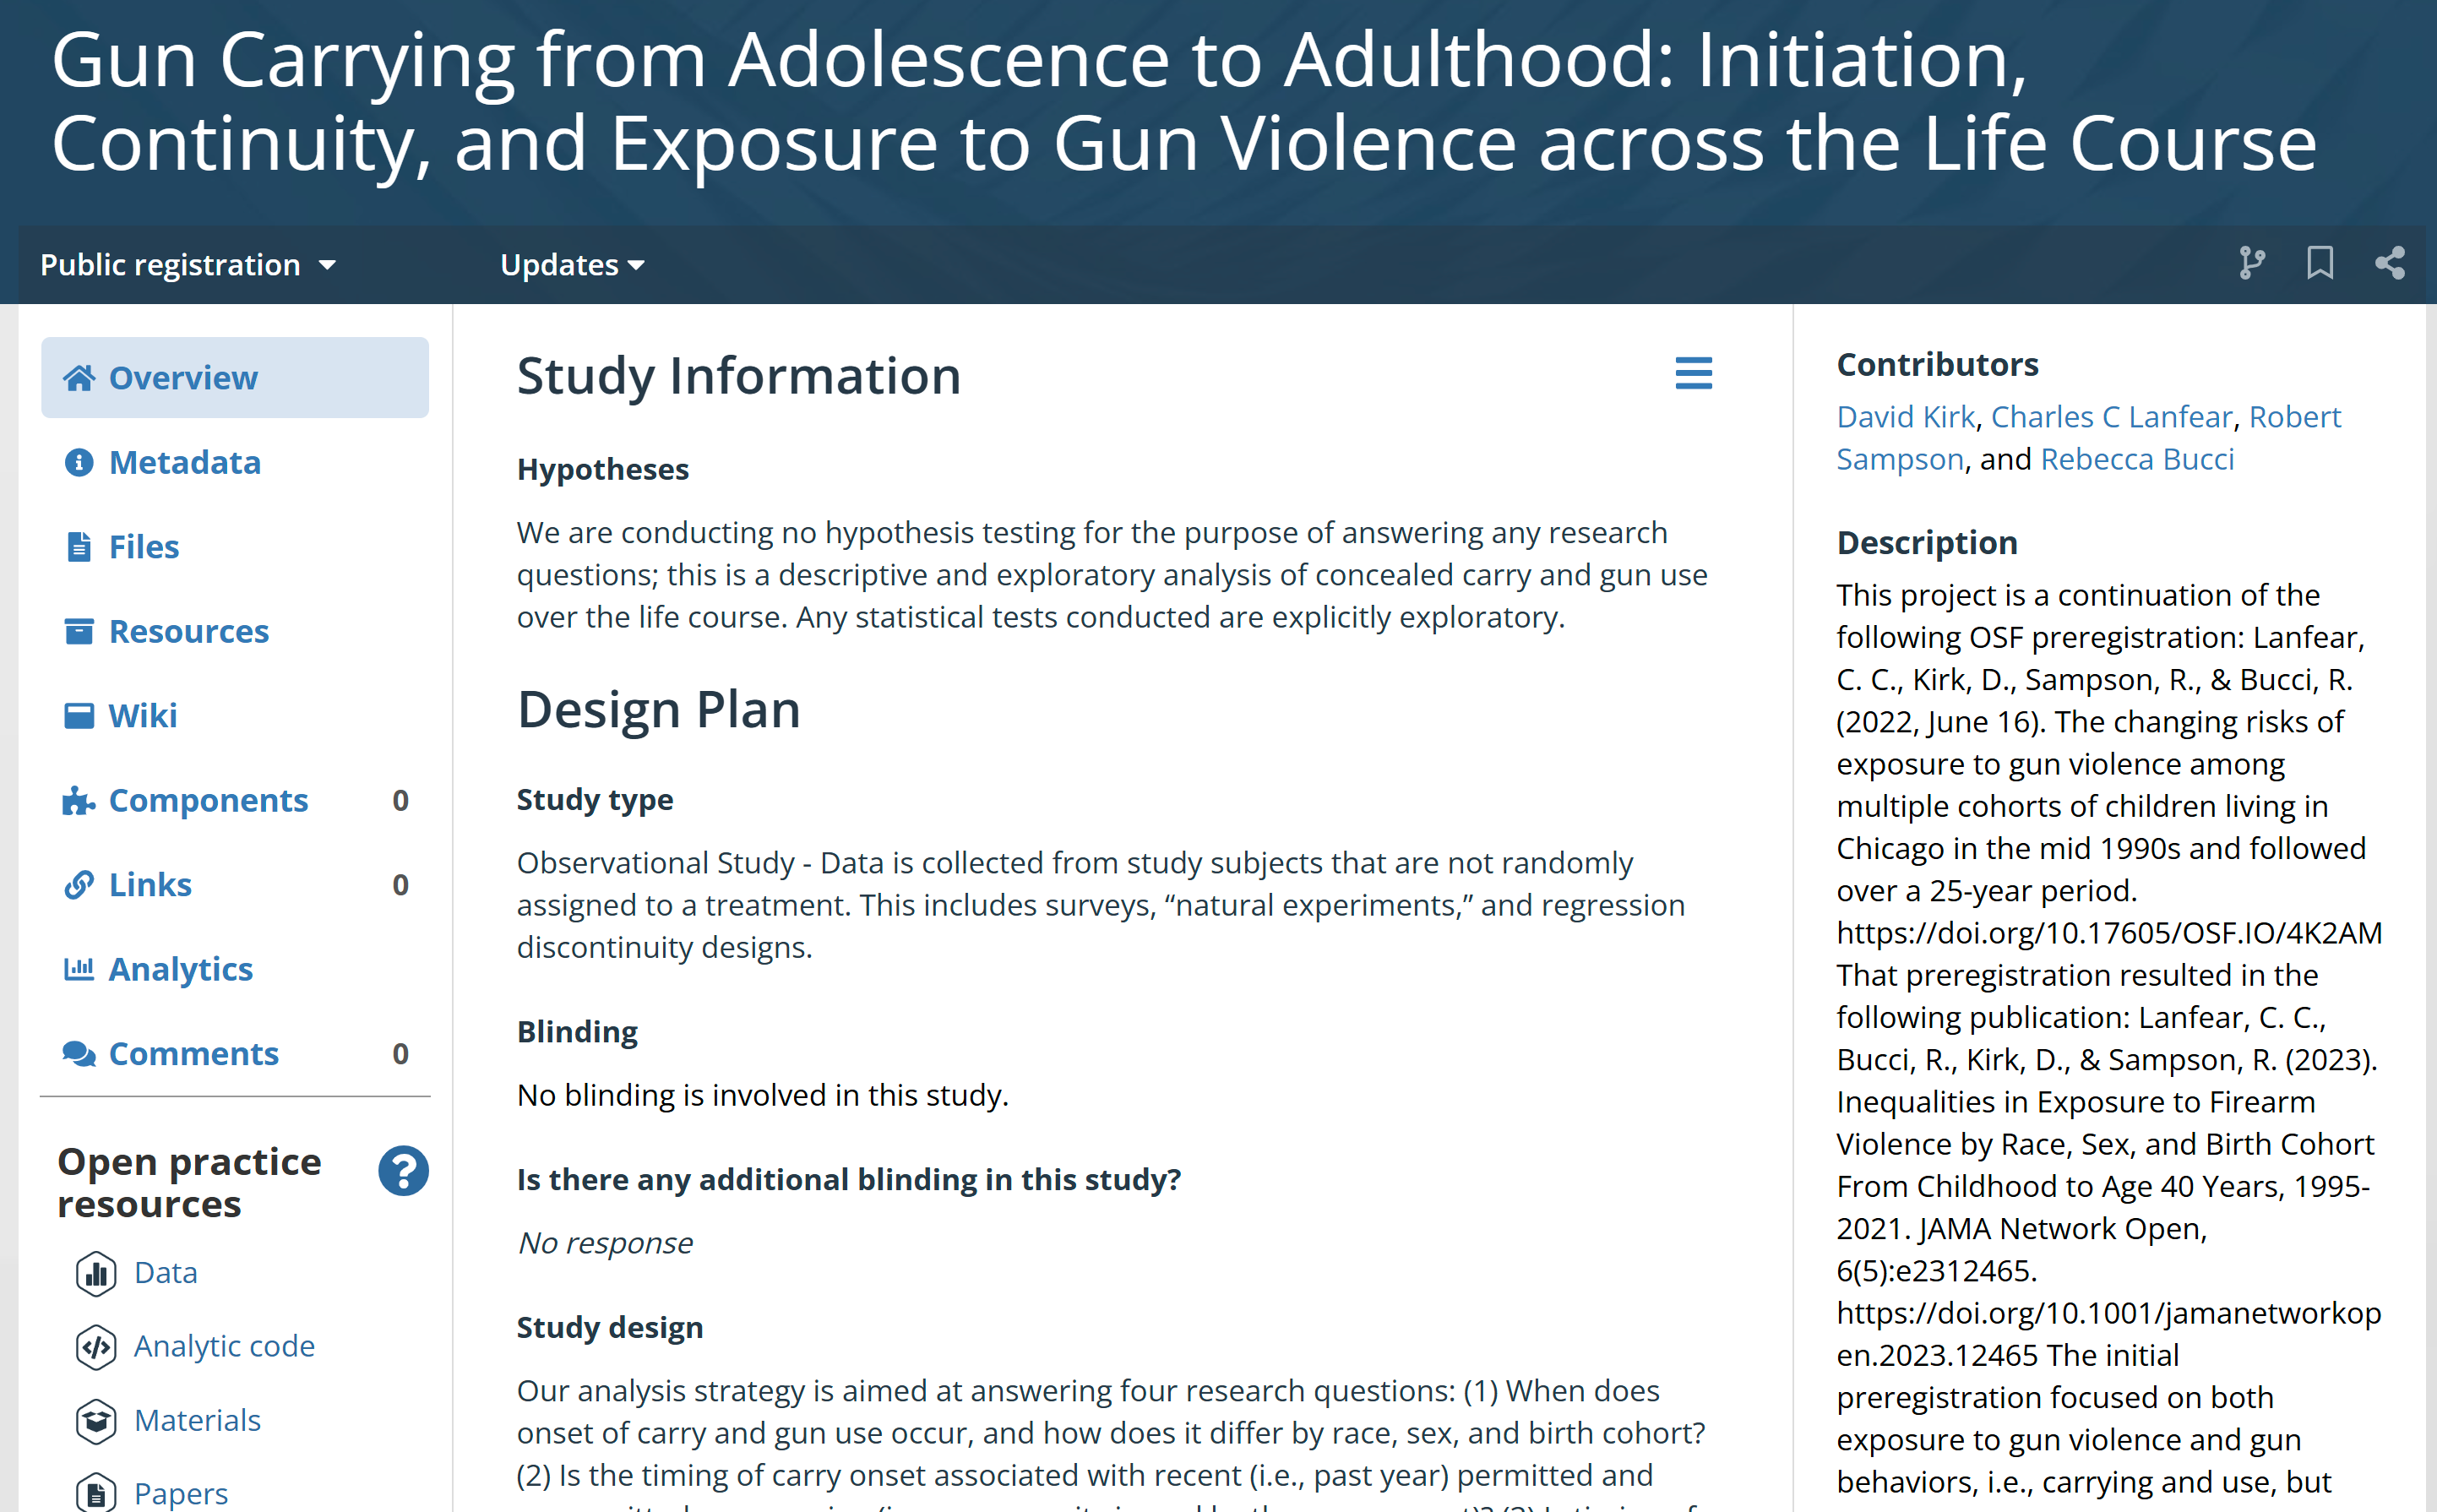 Gun Carrying from Adolescence to Adulthood: Initiation,
Continuity, and Exposure to Gun Violence across the Life Course
Public registration
Updates
Overview
Metadata
Files
Resources
Wiki
Components 0
Links 0
Analytics
Comments 0
Open practice
resources
Data
Analytic code
Materials
Papers
Study Information
Hypotheses
We are conducting no hypothesis testing for the purpose of answering any research
questions; this is a descriptive and exploratory analysis of concealed carry and gun use
over the life course. Any statistical tests conducted are explicitly exploratory.
Design Plan
Study type
Observational Study - Data is collected from study subjects that are not randomly
assigned to a treatment. This includes surveys, “natural experiments,” and regression
discontinuity designs.
Blinding
No blinding is involved in this study.
Is there any additional blinding in this study?
No response
Study design
Our analysis strategy is aimed at answering four research questions: (1) When does
onset of carry and gun use occur, and how does it differ by race, sex, and birth cohort?
(2) Is the timing of carry onset associated with recent (i.e., past year) permitted and
Contributors
David Kirk, Charles C Lanfear, Robert
Sampson, and Rebecca Bucci
Description
This project is a continuation of the
following OSF preregistration: Lanfear,
C. C., Kirk, D., Sampson, R., & Bucci, R.
(2022, June 16). The changing risks of
exposure to gun violence among
multiple cohorts of children living in
Chicago in the mid 1990s and followed
over a 25-year period.
https://doi.org/10.17605/OSF.IO/4K2AM
That preregistration resulted in the
following publication: Lanfear, C. C.,
Bucci, R., Kirk, D., & Sampson, R. (2023).
Inequalities in Exposure to Firearm
Violence by Race, Sex, and Birth Cohort
From Childhood to Age 40 Years, 1995-
2021. JAMA Network Open,
6(5):e2312465.
https://doi.org/10.1001/jamanetworkop
en.2023.12465 The initial
preregistration focused on both
exposure to gun violence and gun
behaviors, i.e., carrying and use, but